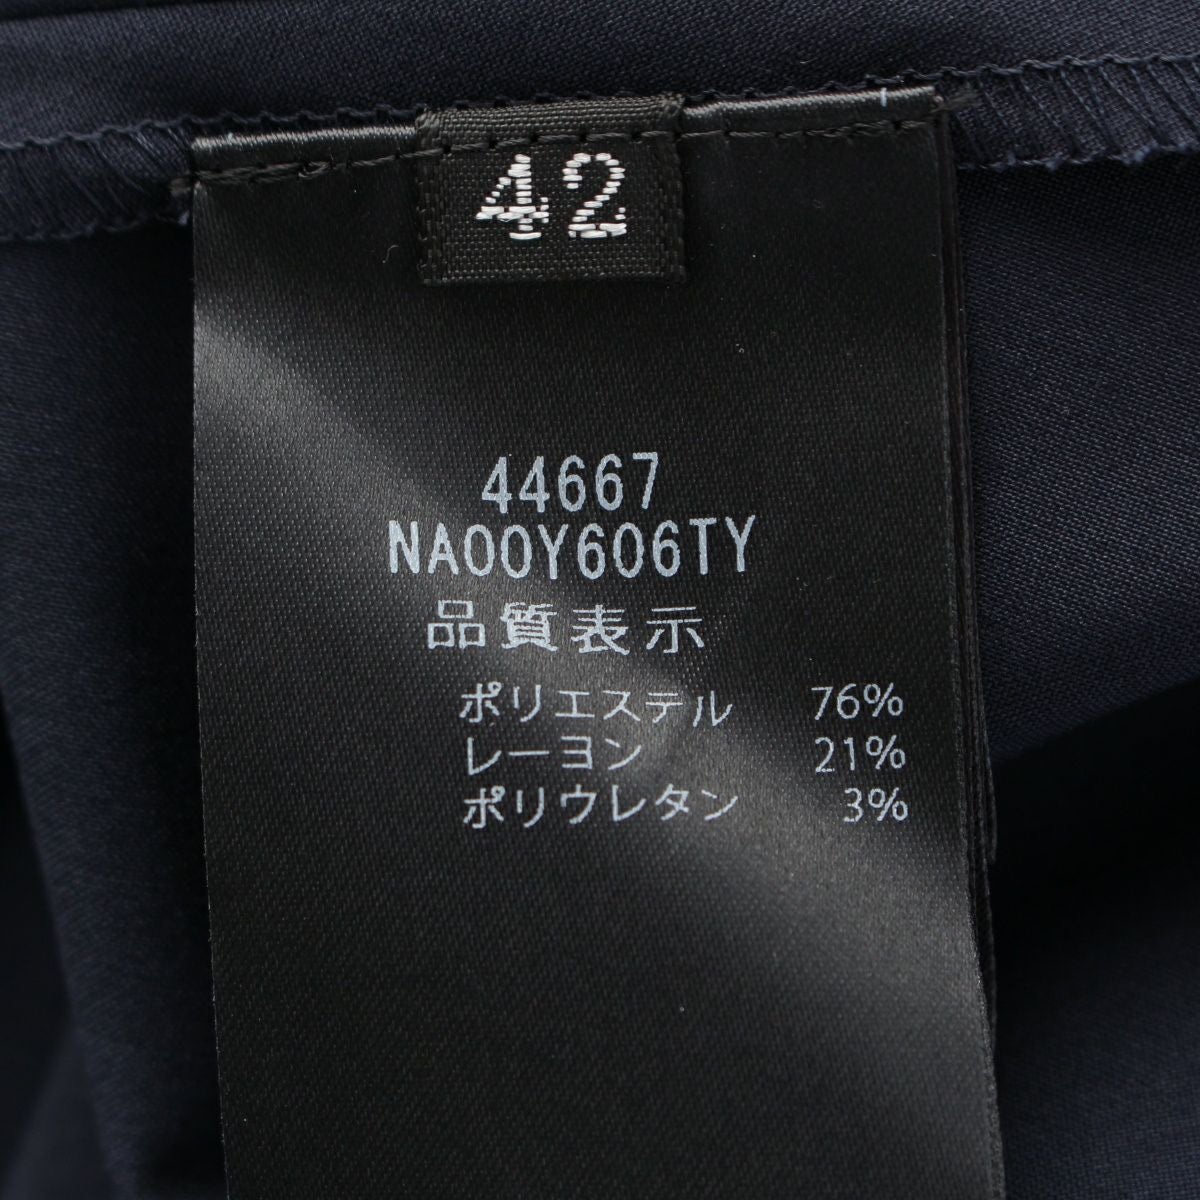 42
44667
NA00Y606TY
品質表示
ポリエステル 76%
レーヨン 21%
ポリウレタン 3%